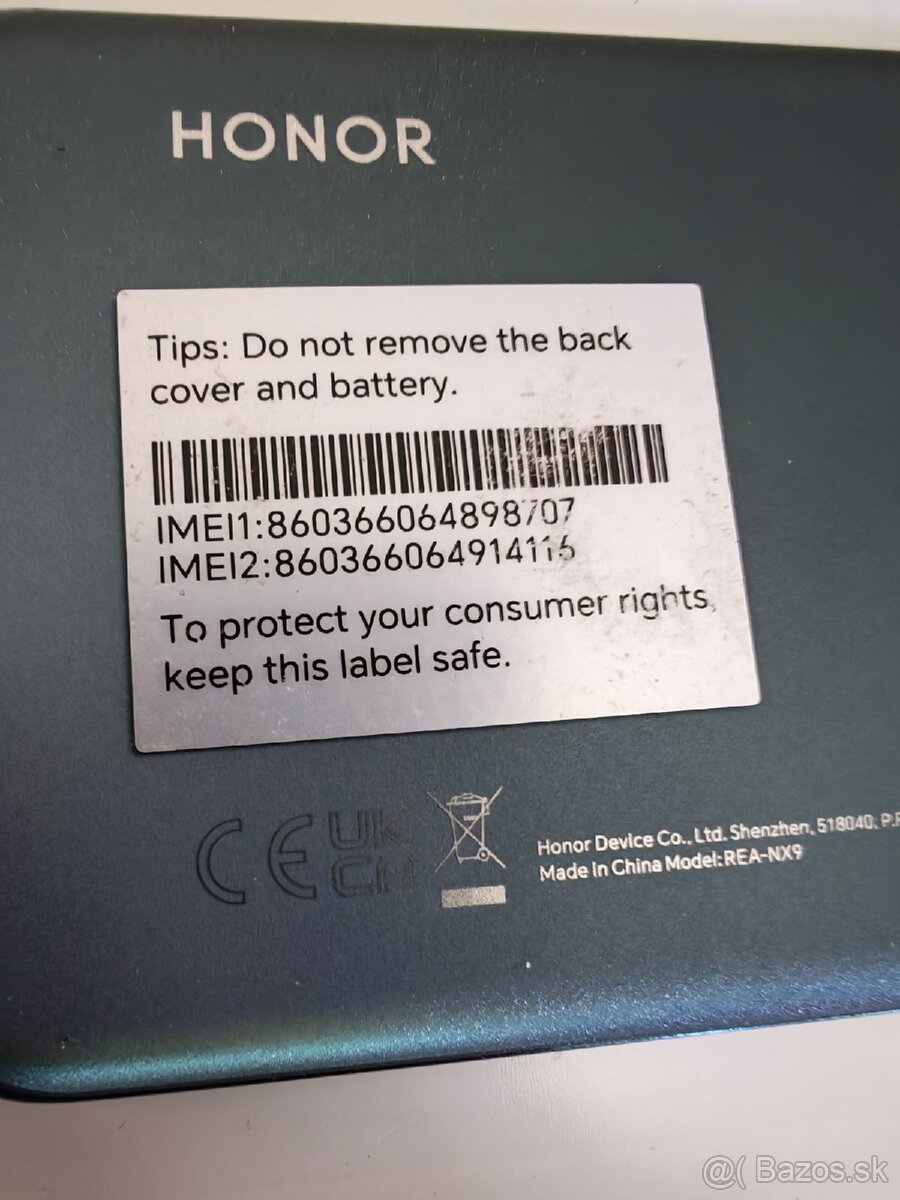 HONOR
Tips: Do not remove the back
cover and battery.
IMEI1:860366064898707
IMEI2:860366064914116
To protect your consumer rights,
keep this label safe.
CE UK
CA
Honor Device Co., Ltd. Shenzhen, 518040, P.R
Made in China Model:REA-NX9
@( Bazos.sk